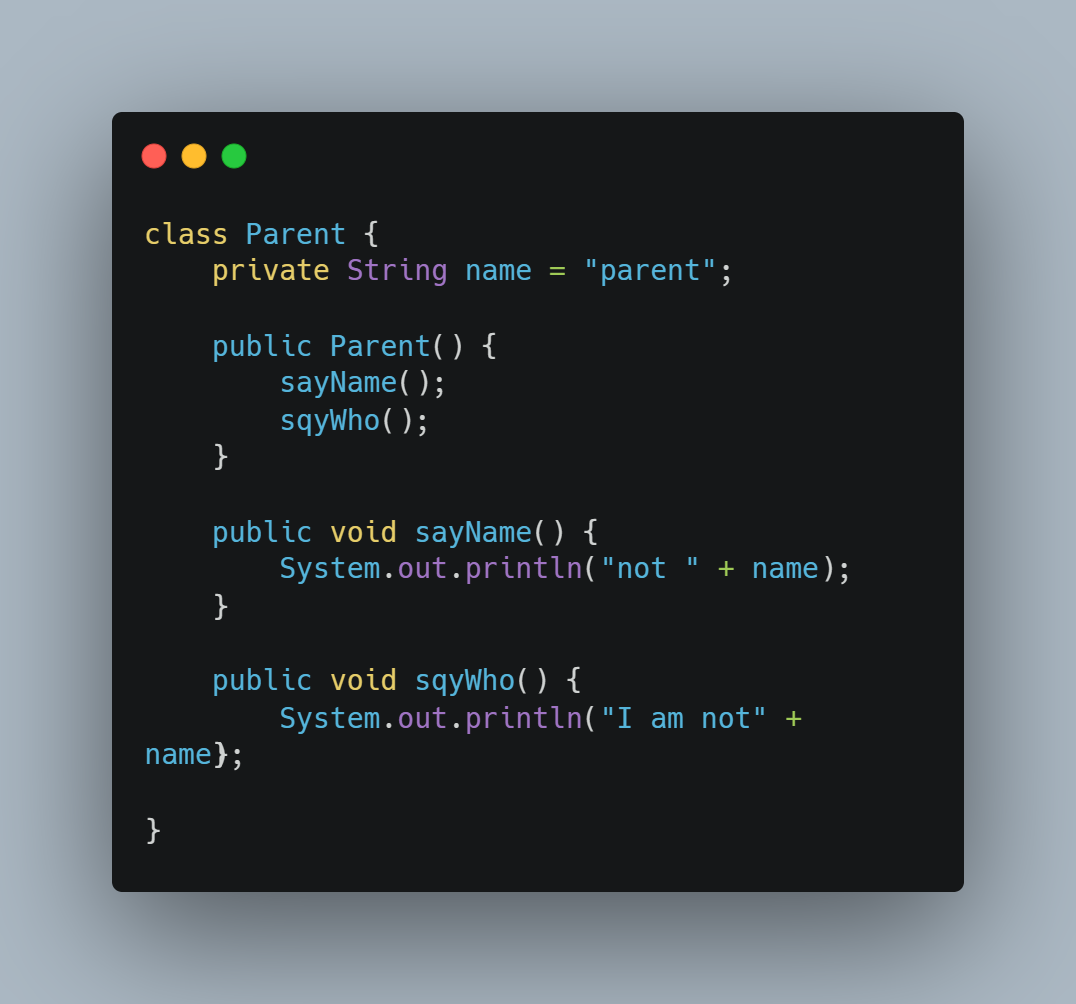 class Parent {
    private String name = "parent";

    public Parent() {
        sayName();
        sqyWho();
    }

    public void sayName() {
        System.out.println("not " + name);
    }

    public void sqyWho() {
        System.out.println("I am not" +
name);
    }

}